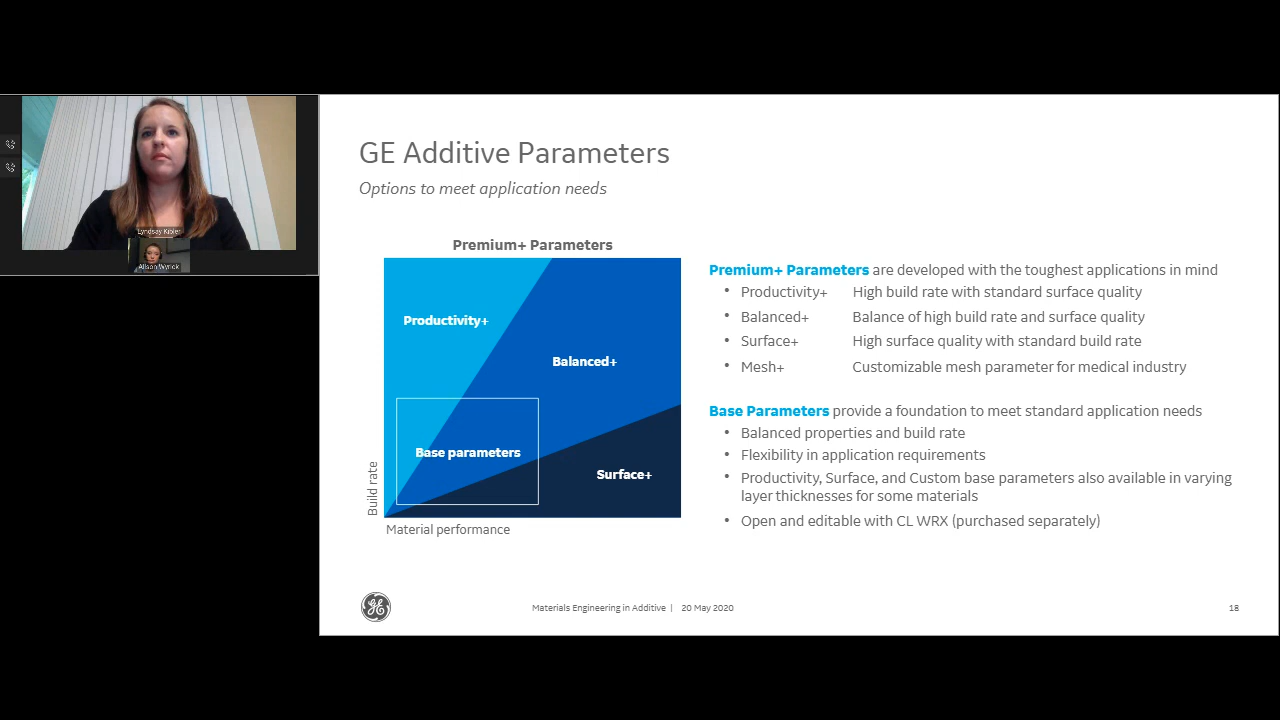 GE Additive Parameters
Options to meet application needs
Lyndsay Kibler
Alison Wyrick
Premium+ Parameters
Productivity+
Balanced+
Base parameters
Surface+
Build rate
Material performance
Premium+ Parameters are developed with the toughest applications in mind
• Productivity+ High build rate with standard surface quality
• Balanced+ Balance of high build rate and surface quality
• Surface+ High surface quality with standard build rate
• Mesh+ Customizable mesh parameter for medical industry
Base Parameters provide a foundation to meet standard application needs
• Balanced properties and build rate
• Flexibility in application requirements
• Productivity, Surface, and Custom base parameters also available in varying
layer thicknesses for some materials
• Open and editable with CL WRX (purchased separately)
GE
Materials Engineering in Additive | 20 May 2020
18